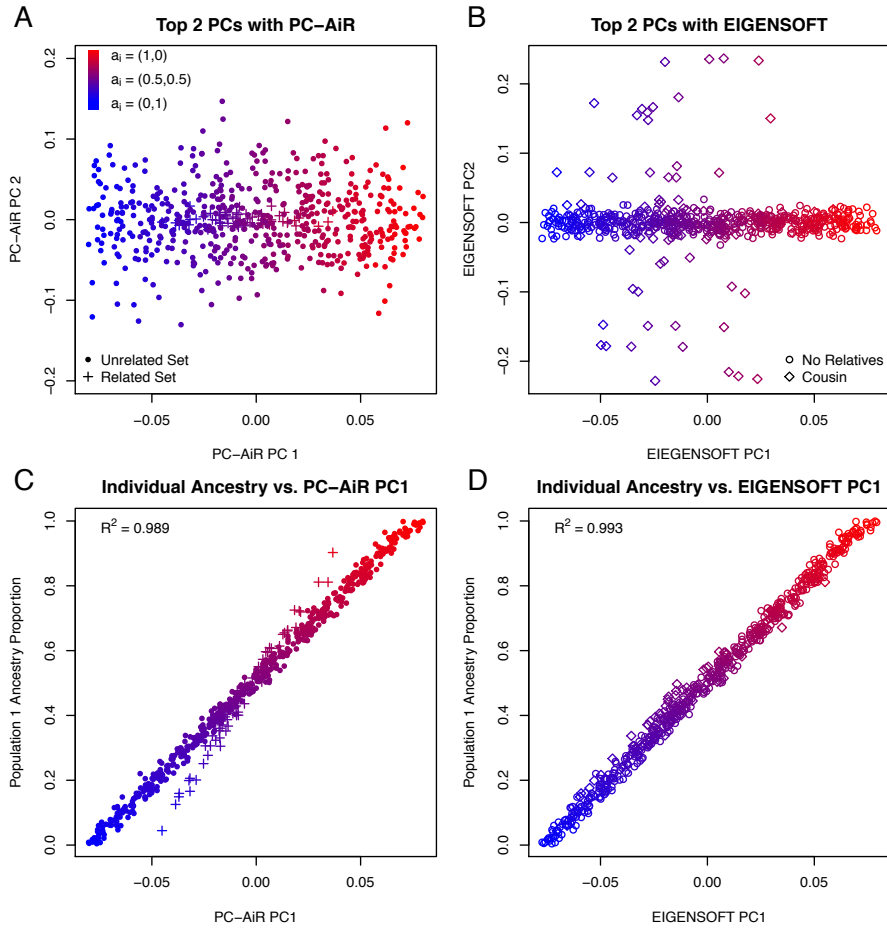 A
Top 2 PCs with PC−AiR
a_i = (1,0)
a_i = (0.5,0.5)
a_i = (0,1)
PC−AiR PC 2
0.2
0.1
0.0
−0.1
−0.2
Unrelated Set
Related Set
−0.05
0.00
0.05
PC−AiR PC 1
B
Top 2 PCs with EIGENSOFT
EIGENSOFT PC2
0.2
0.1
0.0
−0.1
−0.2
No Relatives
Cousin
−0.05
0.00
0.05
EIEGENSOFT PC1
C
Individual Ancestry vs. PC−AiR PC1
R² = 0.989
Population 1 Ancestry Proportion
1.0
0.8
0.6
0.4
0.2
0.0
−0.05
0.00
0.05
PC−AiR PC1
D
Individual Ancestry vs. EIGENSOFT PC1
R² = 0.993
Population 1 Ancestry Proportion
1.0
0.8
0.6
0.4
0.2
0.0
−0.05
0.00
0.05
EIGENSOFT PC1